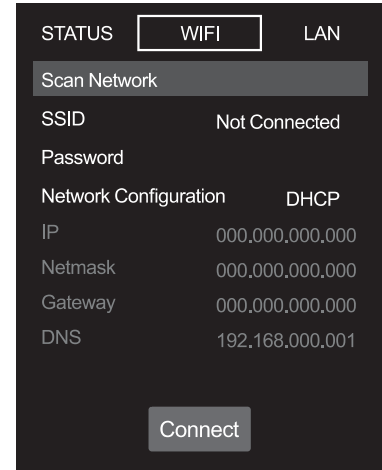 STATUS WIFI LAN
Scan Network
SSID Not Connected
Password
Network Configuration DHCP
IP 000.000.000.000
Netmask 000.000.000.000
Gateway 000.000.000.000
DNS 192.168.000.001
Connect